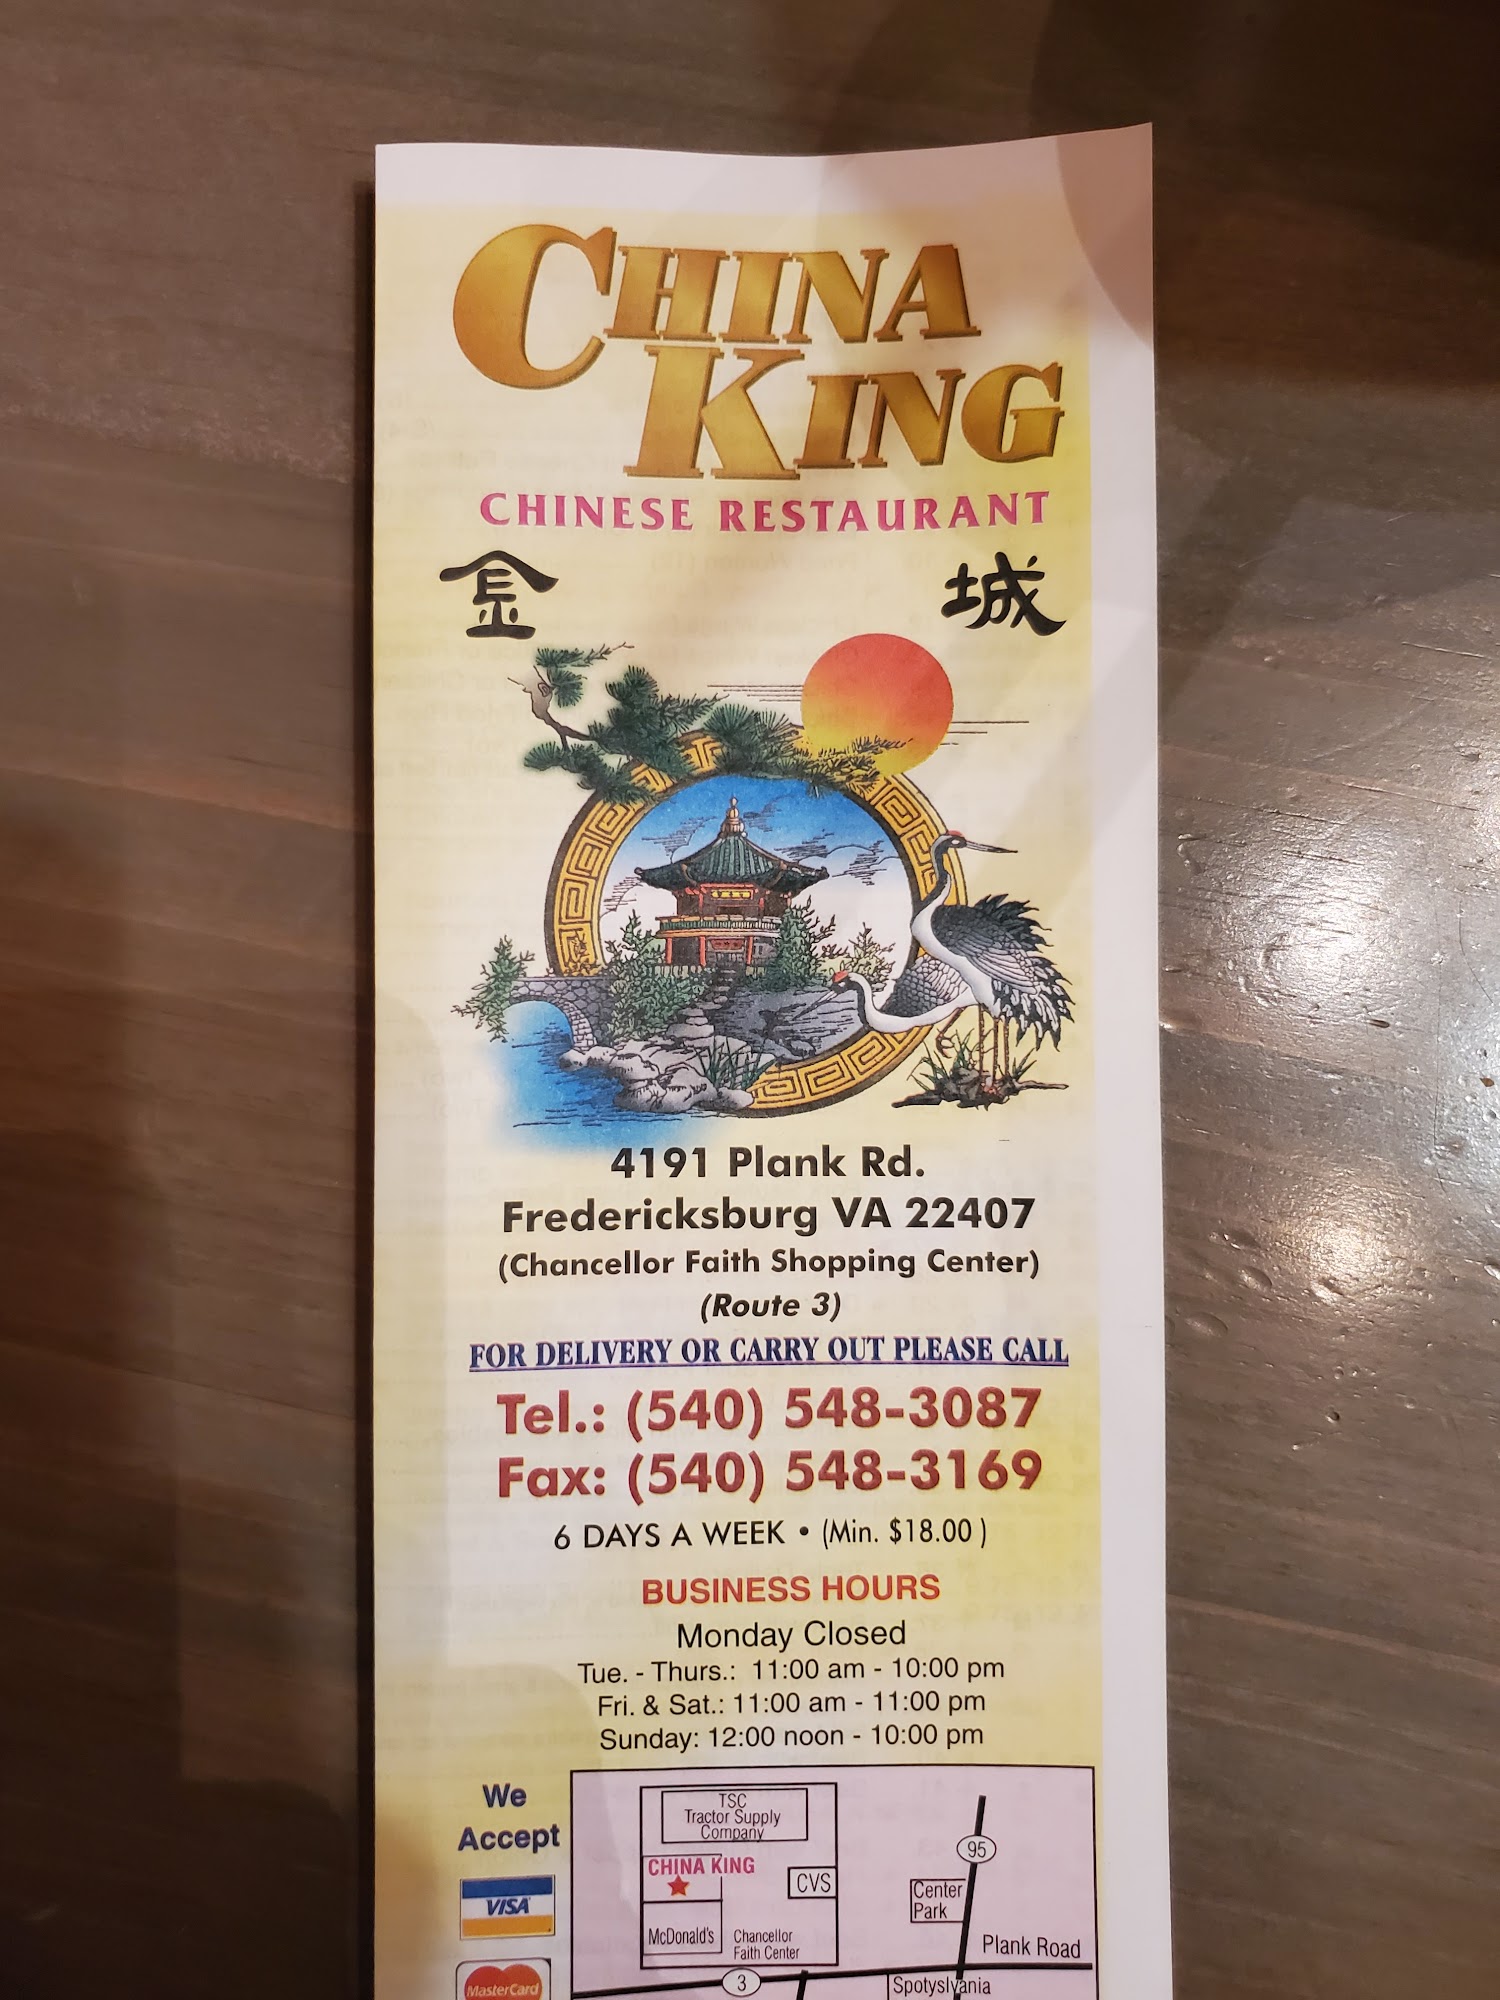 CHINA
KING
CHINESE RESTAURANT
金 城
4191 Plank Rd.
Fredericksburg VA 22407
(Chancellor Faith Shopping Center)
(Route 3)
FOR DELIVERY OR CARRY OUT PLEASE CALL
Tel.: (540) 548-3087
Fax: (540) 548-3169
6 DAYS A WEEK • (Min. $18.00 )
BUSINESS HOURS
Monday Closed
Tue. - Thurs.: 11:00 am - 10:00 pm
Fri. & Sat.: 11:00 am - 11:00 pm
Sunday: 12:00 noon - 10:00 pm
We
Accept
VISA
MasterCard
TSC
Tractor Supply
Company
CHINA KING
CVS
McDonald's
Chancellor
Faith Center
95
Center
Park
Plank Road
3
Spotyslvania